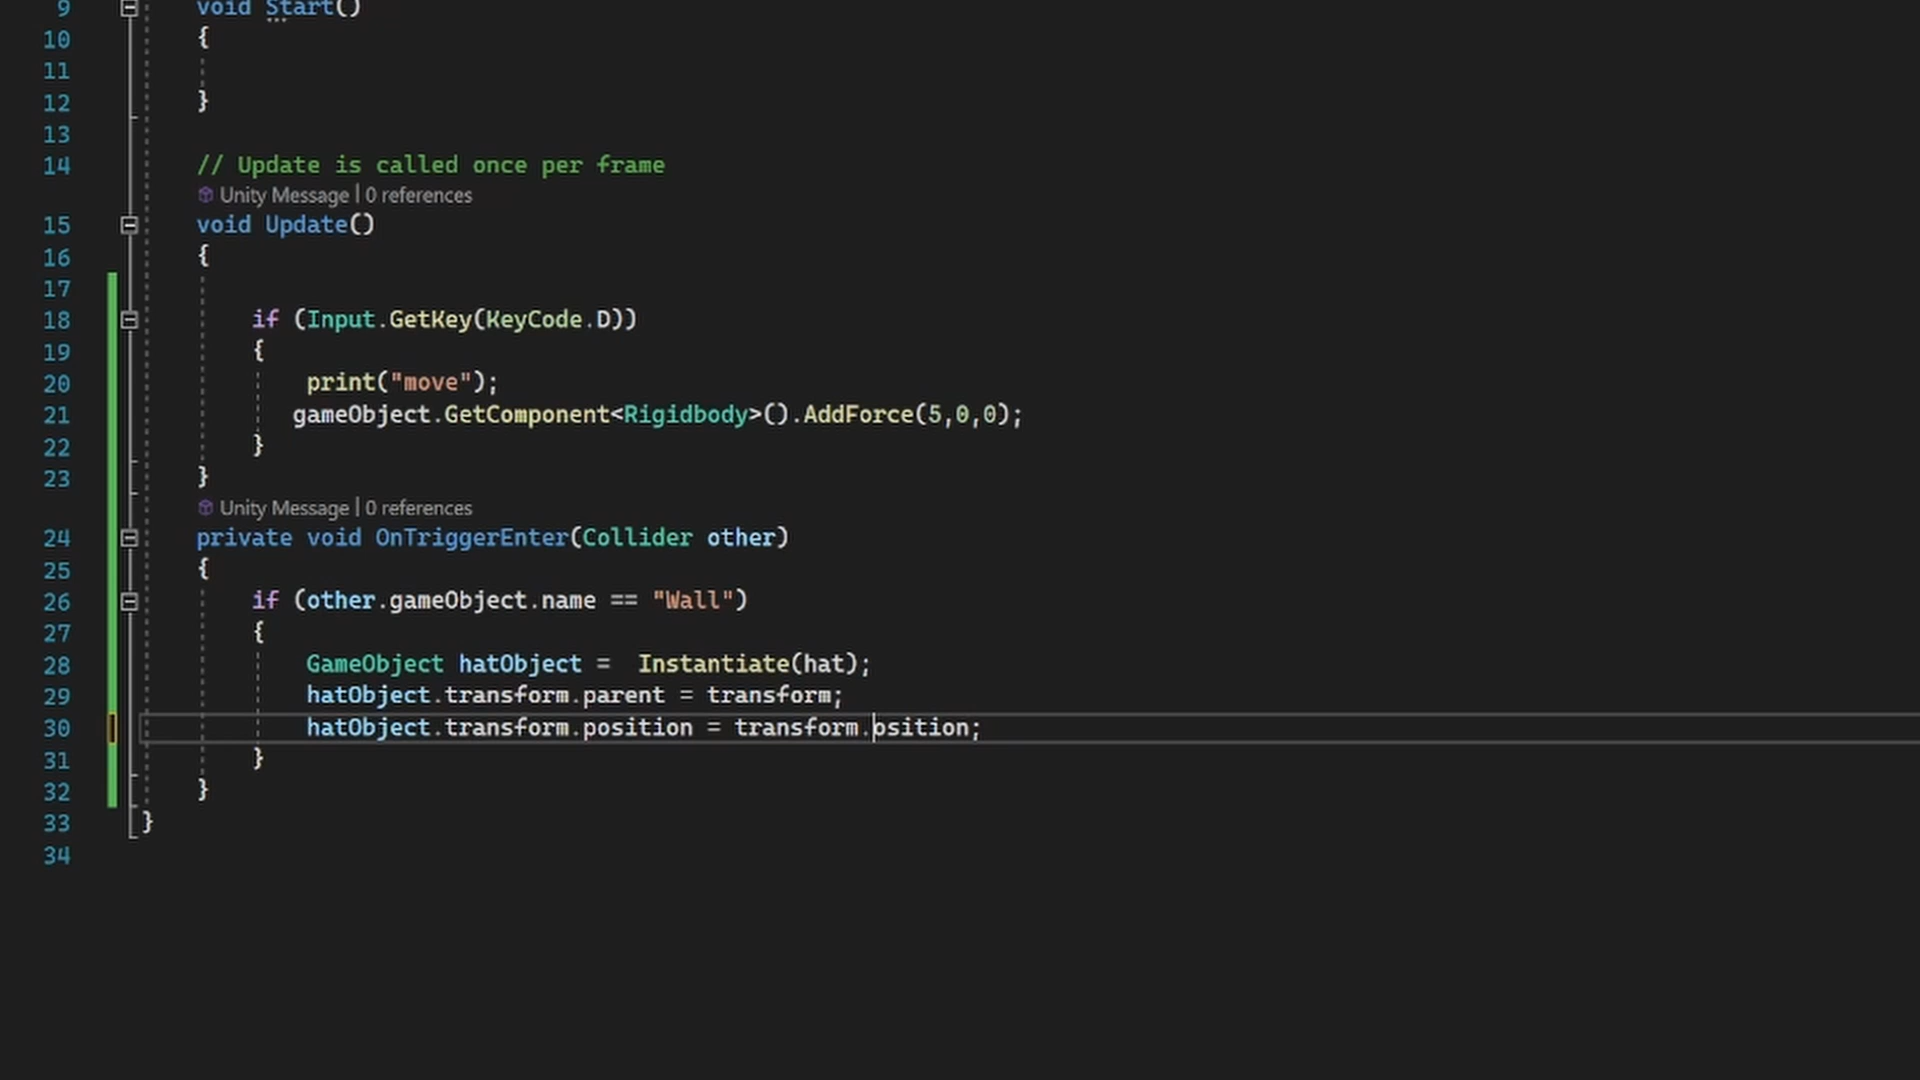 9 void Start()
10 {
11
12 }
13
14 // Update is called once per frame
Unity Message | 0 references
15 void Update()
16 {
17
18 if (Input.GetKey(KeyCode.D))
19 {
20 print("move");
21 gameObject.GetComponent<Rigidbody>().AddForce(5,0,0);
22 }
23 }
Unity Message | 0 references
24 private void OnTriggerEnter(Collider other)
25 {
26 if (other.gameObject.name == "Wall")
27 {
28 GameObject hatObject =  Instantiate(hat);
29 hatObject.transform.parent = transform;
30 hatObject.transform.position = transform.osition;
31 }
32 }
33 }
34